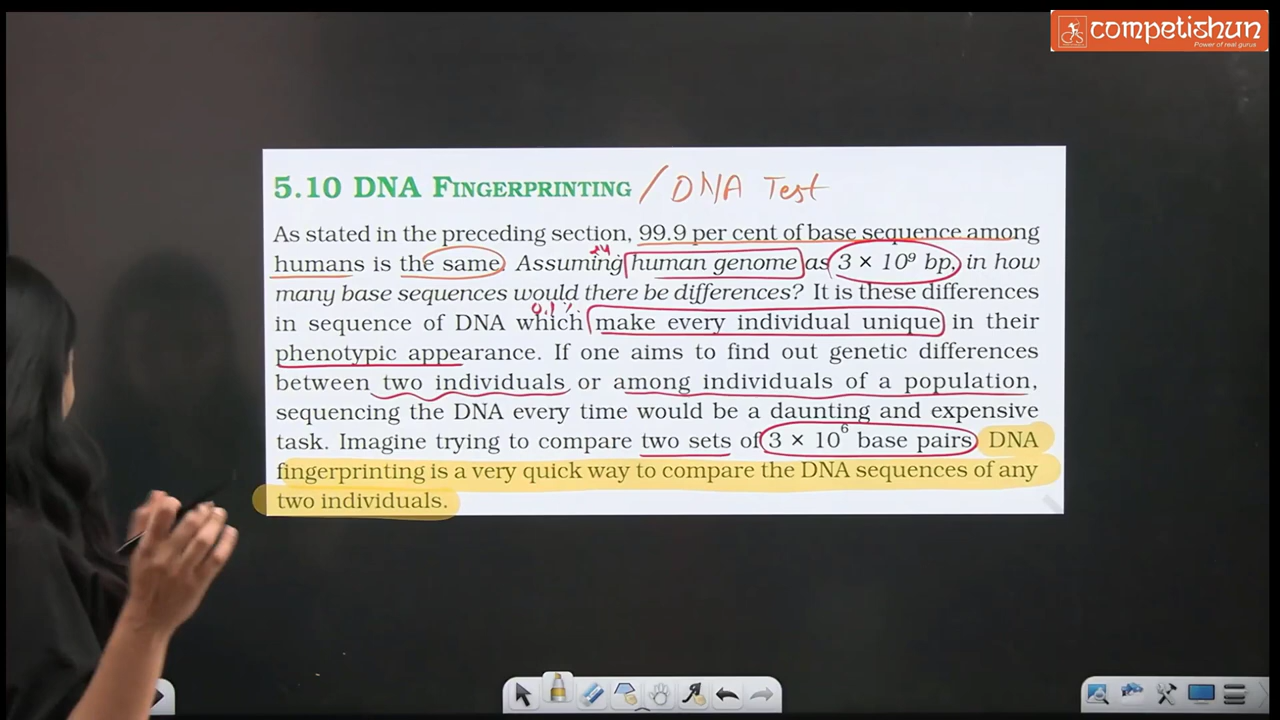 competishun
Power of real gurus
5.10 DNA FINGERPRINTING / DNA Test
As stated in the preceding section, 99.9 per cent of base sequence among
humans is the same. Assuming human genome as 3 × 10⁹ bp, in how
many base sequences would there be differences? It is these differences
0.1%
in sequence of DNA which make every individual unique in their
phenotypic appearance. If one aims to find out genetic differences
between two individuals or among individuals of a population,
sequencing the DNA every time would be a daunting and expensive
task. Imagine trying to compare two sets of 3 × 10⁶ base pairs. DNA
fingerprinting is a very quick way to compare the DNA sequences of any
two individuals.